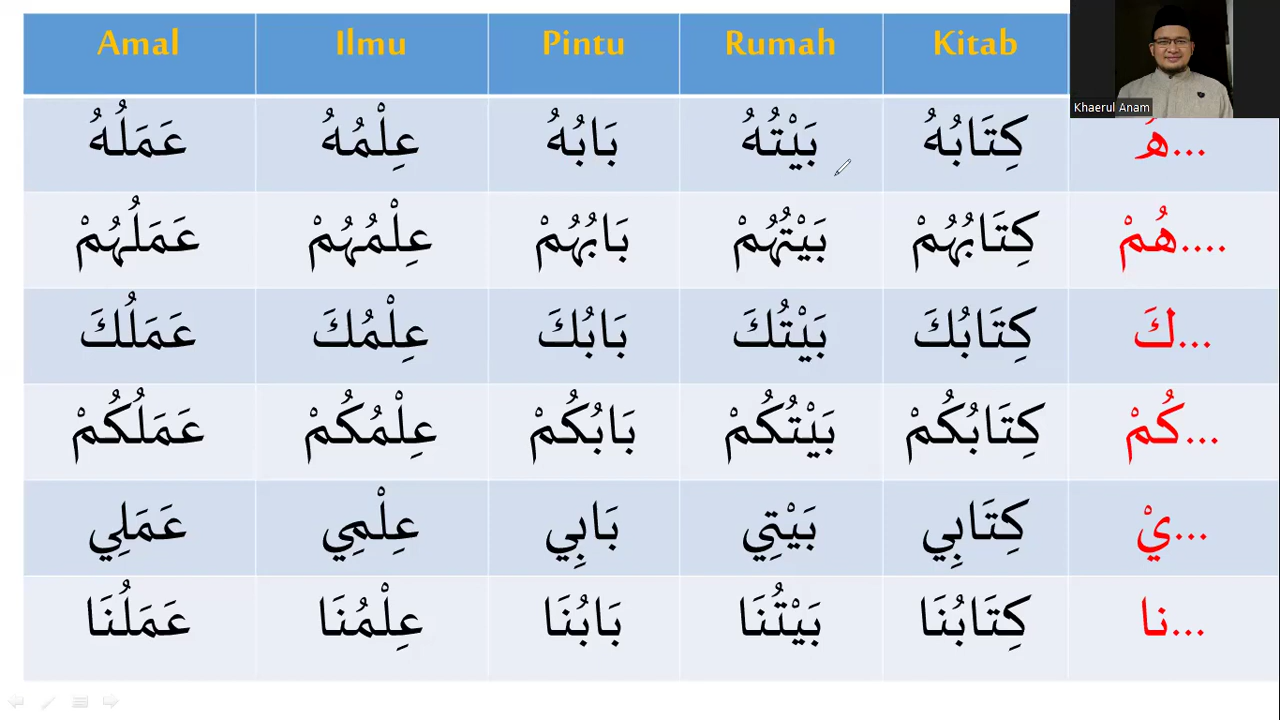 Amal Ilmu Pintu Rumah Kitab
Khaerul Anam
...هُ كِتَابُهُ بَيْتُهُ بَابُهُ عِلْمُهُ عَمَلُهُ
....هُمْ كِتَابُهُمْ بَيْتُهُمْ بَابُهُمْ عِلْمُهُمْ عَمَلُهُمْ
...كَ كِتَابُكَ بَيْتُكَ بَابُكَ عِلْمُكَ عَمَلُكَ
...كُمْ كِتَابُكُمْ بَيْتُكُمْ بَابُكُمْ عِلْمُكُمْ عَمَلُكُمْ
...يْ كِتَابِي بَيْتِي بَابِي عِلْمِي عَمَلِي
...نا كِتَابُنَا بَيْتُنَا بَابُنَا عِلْمُنَا عَمَلُنَا